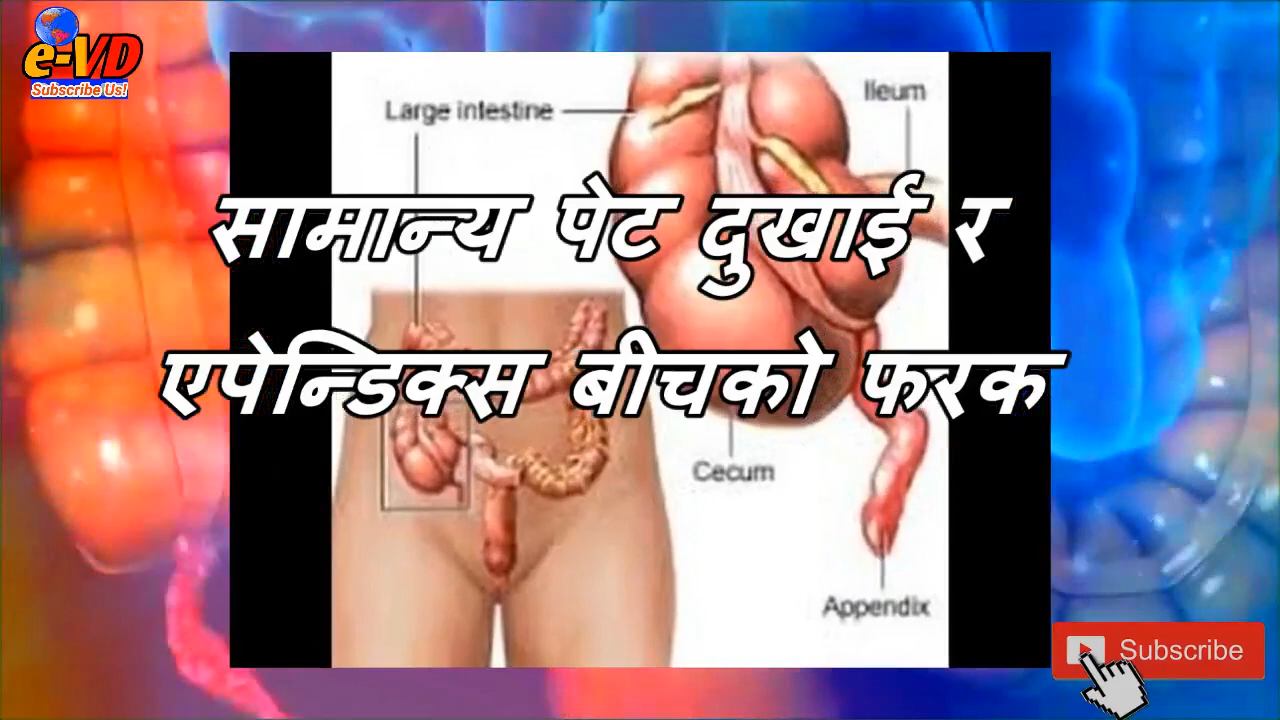 e-VD
Subscribe Us!
Large intestine
Ileum
सामान्य पेट दुखाई र
एपेन्डिक्स बीचको फरक
Cecum
Appendix
Subscribe